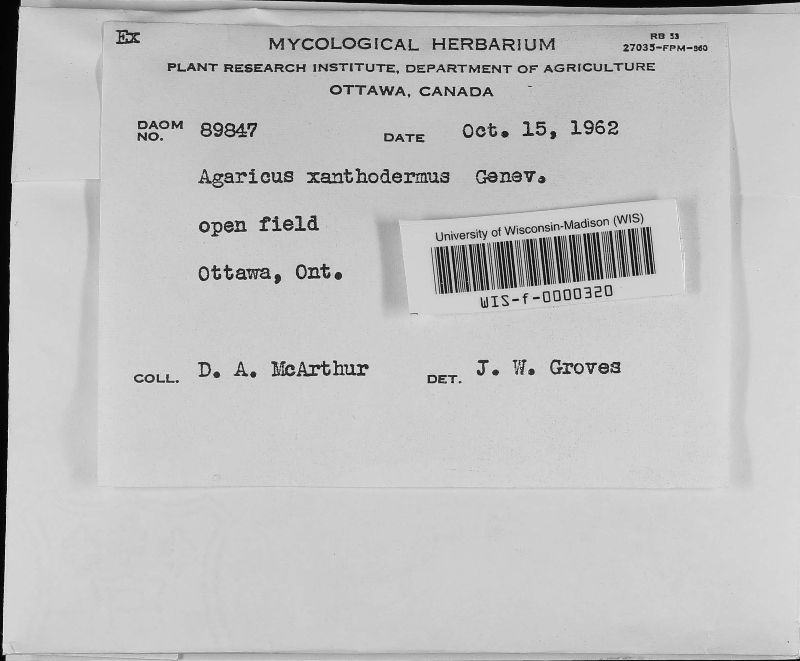 Ex
RB 53
27035-FPM-960
MYCOLOGICAL HERBARIUM
PLANT RESEARCH INSTITUTE, DEPARTMENT OF AGRICULTURE
OTTAWA, CANADA
DAOM NO. 89847 DATE Oct. 15, 1962
Agaricus xanthodermus Genev.
open field
Ottawa, Ont.
University of Wisconsin-Madison (WIS)
WIS-f-0000320
COLL. D. A. McArthur DET. J. W. Groves